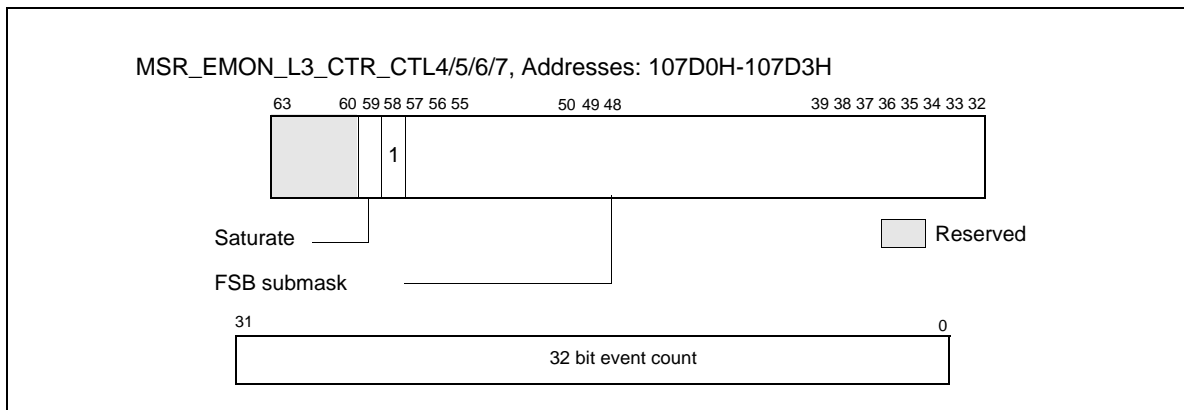 MSR_EMON_L3_CTR_CTL4/5/6/7, Addresses: 107D0H-107D3H
63 60 59 58 57 56 55 50 49 48 39 38 37 36 35 34 33 32
1
Saturate
Reserved
FSB submask
31 0
32 bit event count